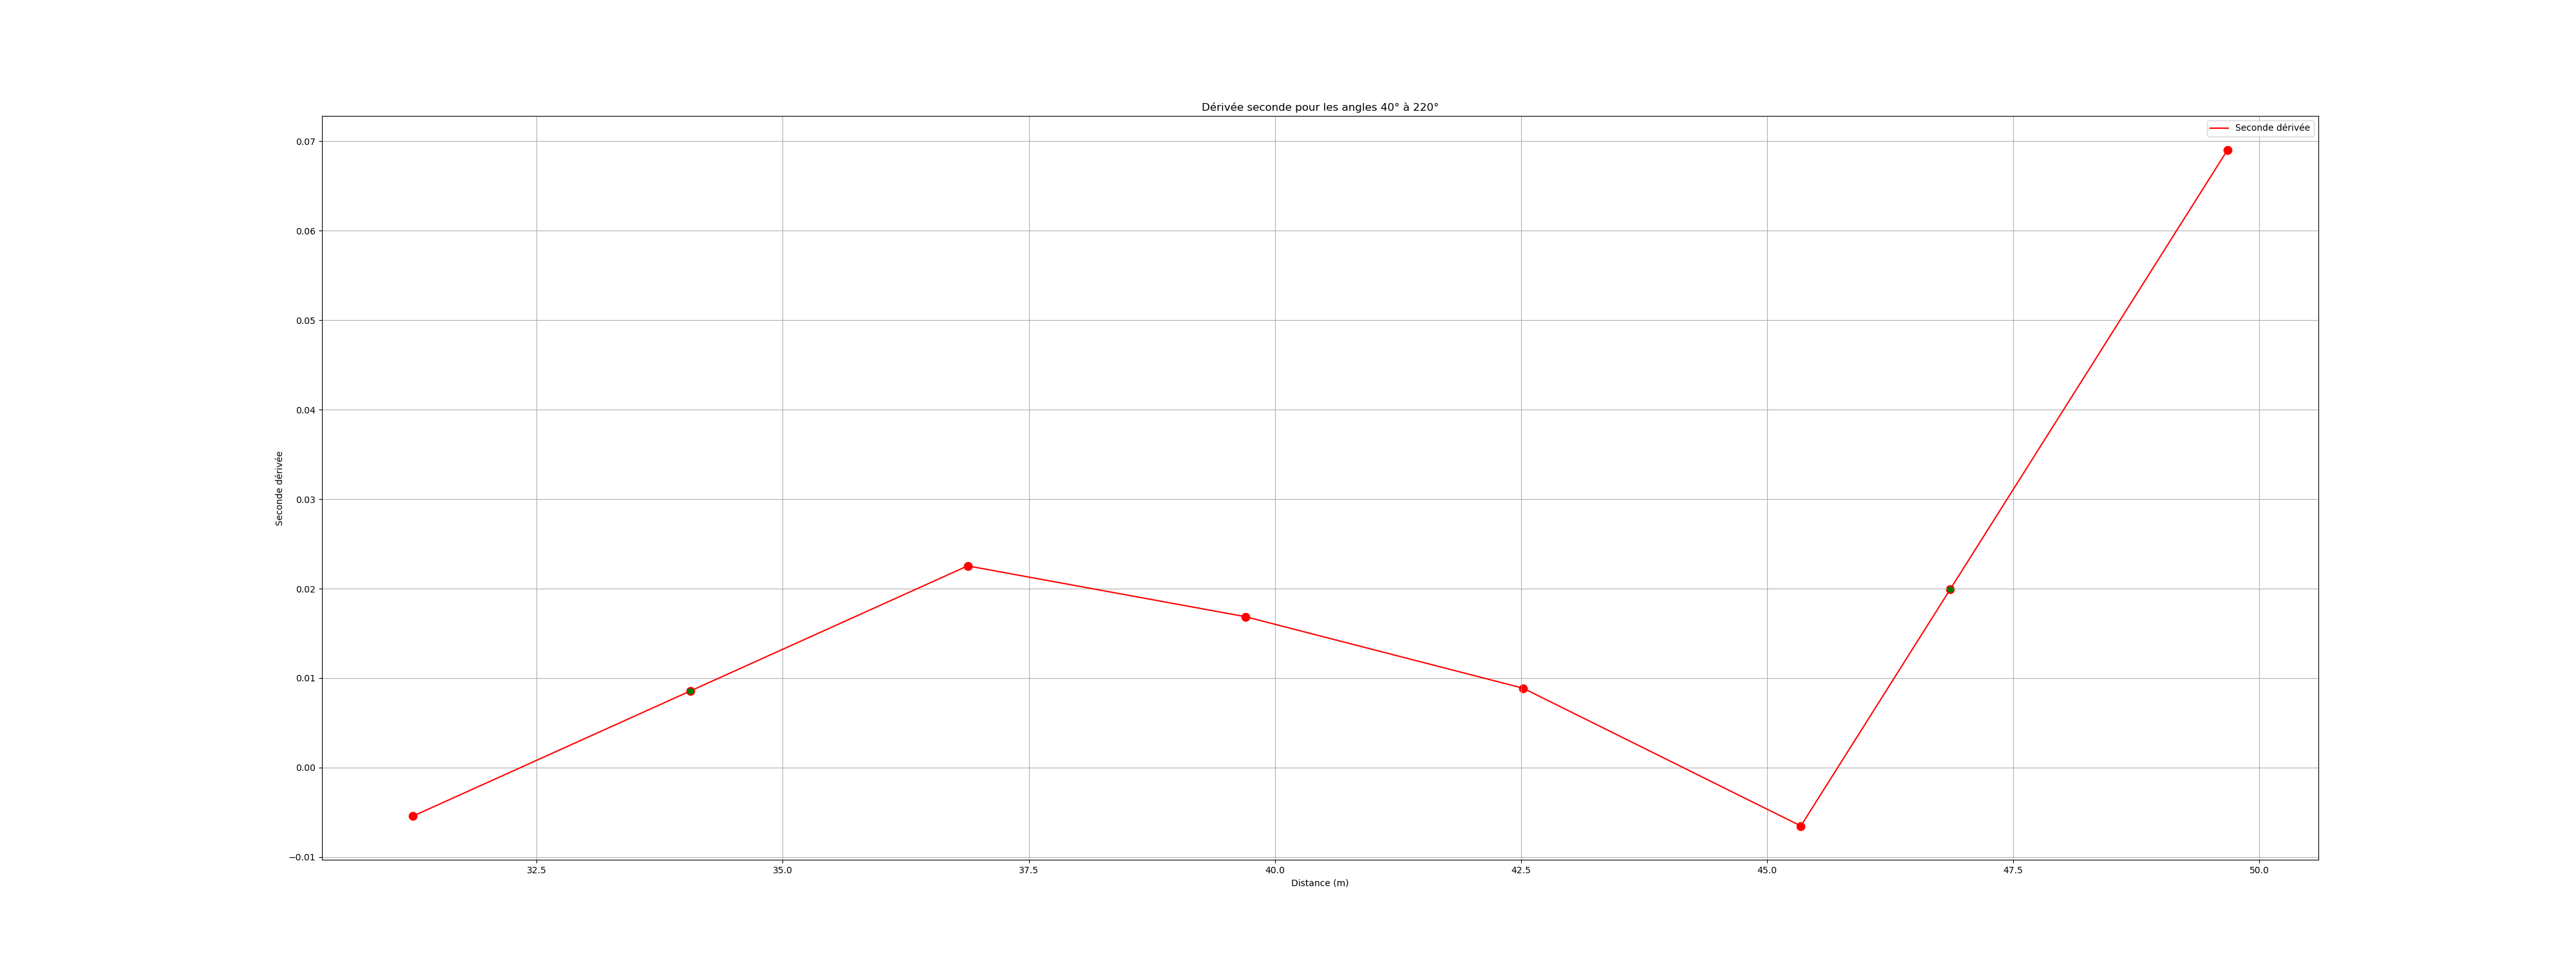 Dérivée seconde pour les angles 40° à 220°
Seconde dérivée
0.07
0.06
0.05
0.04
0.03
0.02
0.01
0.00
−0.01
Seconde dérivée
32.5 35.0 37.5 40.0 42.5 45.0 47.5 50.0
Distance (m)